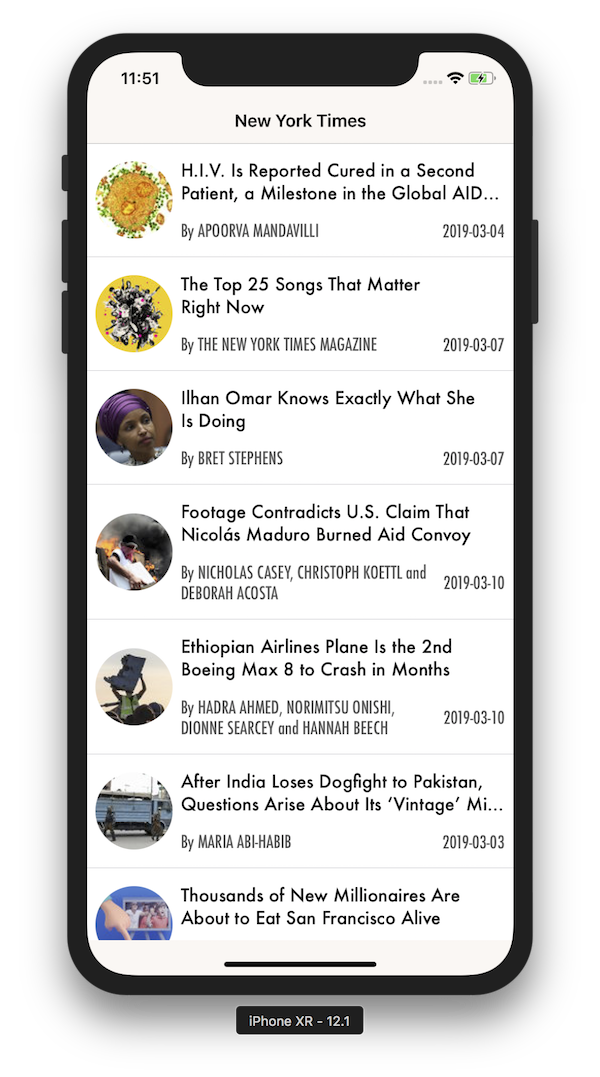 11:51
New York Times
H.I.V. Is Reported Cured in a Second
Patient, a Milestone in the Global AID...
By APOORVA MANDAVILLI
2019-03-04
The Top 25 Songs That Matter
Right Now
By THE NEW YORK TIMES MAGAZINE
2019-03-07
Ilhan Omar Knows Exactly What She
Is Doing
By BRET STEPHENS
2019-03-07
Footage Contradicts U.S. Claim That
Nicolás Maduro Burned Aid Convoy
By NICHOLAS CASEY, CHRISTOPH KOETTL and
DEBORAH ACOSTA
2019-03-10
Ethiopian Airlines Plane Is the 2nd
Boeing Max 8 to Crash in Months
By HADRA AHMED, NORIMITSU ONISHI,
DIONNE SEARCEY and HANNAH BEECH
2019-03-10
After India Loses Dogfight to Pakistan,
Questions Arise About Its ‘Vintage’ Mi...
By MARIA ABI-HABIB
2019-03-03
Thousands of New Millionaires Are
About to Eat San Francisco Alive
iPhone XR - 12.1